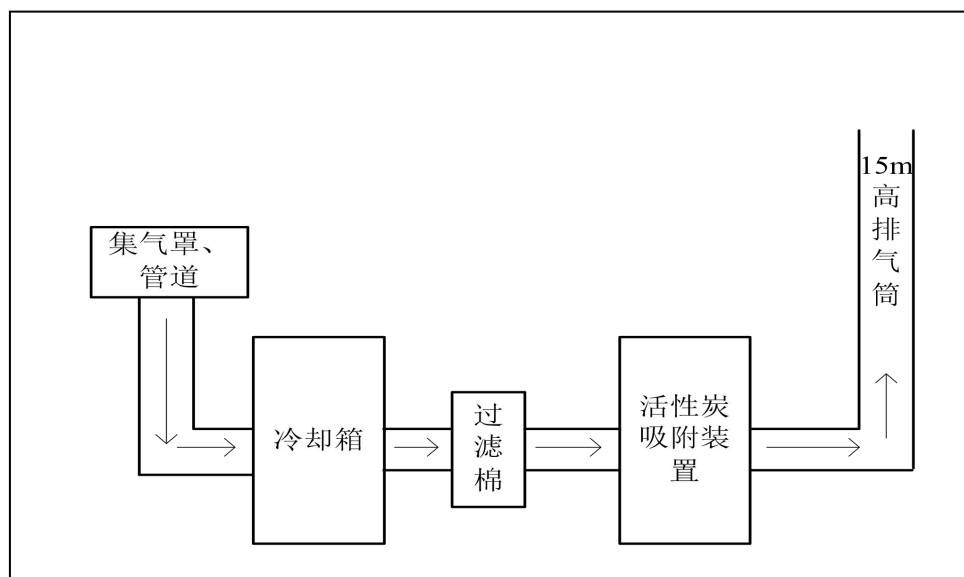 集气罩、
管道
冷却箱
过
滤
棉
活性炭
吸附装
置
15m
高
排
气
筒